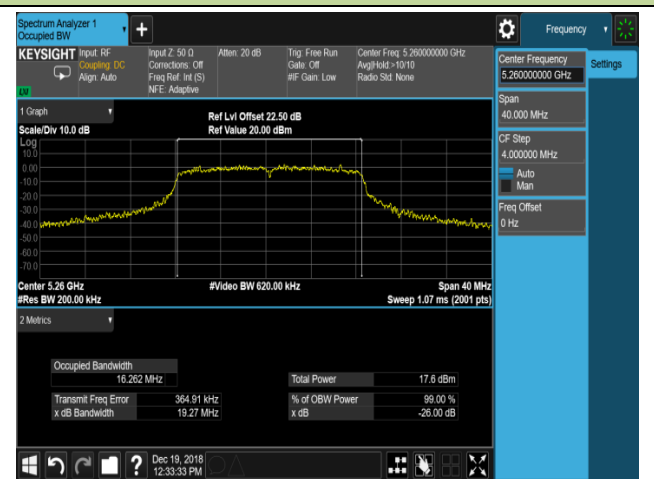 Spectrum Analyzer 1
Occupied BW
+
Frequency
KEYSIGHT
Input: RF
Coupling: DC
Align: Auto
Input Z: 50 Ω
Corrections: Off
Freq Ref: Int (S)
NFE: Adaptive
Atten: 20 dB
Trig: Free Run
Gate: Off
#IF Gain: Low
Center Freq: 5.260000000 GHz
Avg|Hold:>10/10
Radio Std: None
LV
Center Frequency
5.260000000 GHz
Settings
Span
40.000 MHz
CF Step
4.000000 MHz
Auto
Man
Freq Offset
0 Hz
1 Graph
Scale/Div 10.0 dB
Ref Lvl Offset 22.50 dB
Ref Value 20.00 dBm
Log
10.0
0.00
-10.0
-20.0
-30.0
-40.0
-50.0
-60.0
-70.0
Center 5.26 GHz
#Video BW 620.00 kHz
Span 40 MHz
#Res BW 200.00 kHz
Sweep 1.07 ms (2001 pts)
2 Metrics
Occupied Bandwidth
16.262 MHz
Total Power 17.6 dBm
Transmit Freq Error 364.91 kHz
% of OBW Power 99.00 %
x dB Bandwidth 19.27 MHz
x dB -26.00 dB
?
Dec 19, 2018
12:33:33 PM